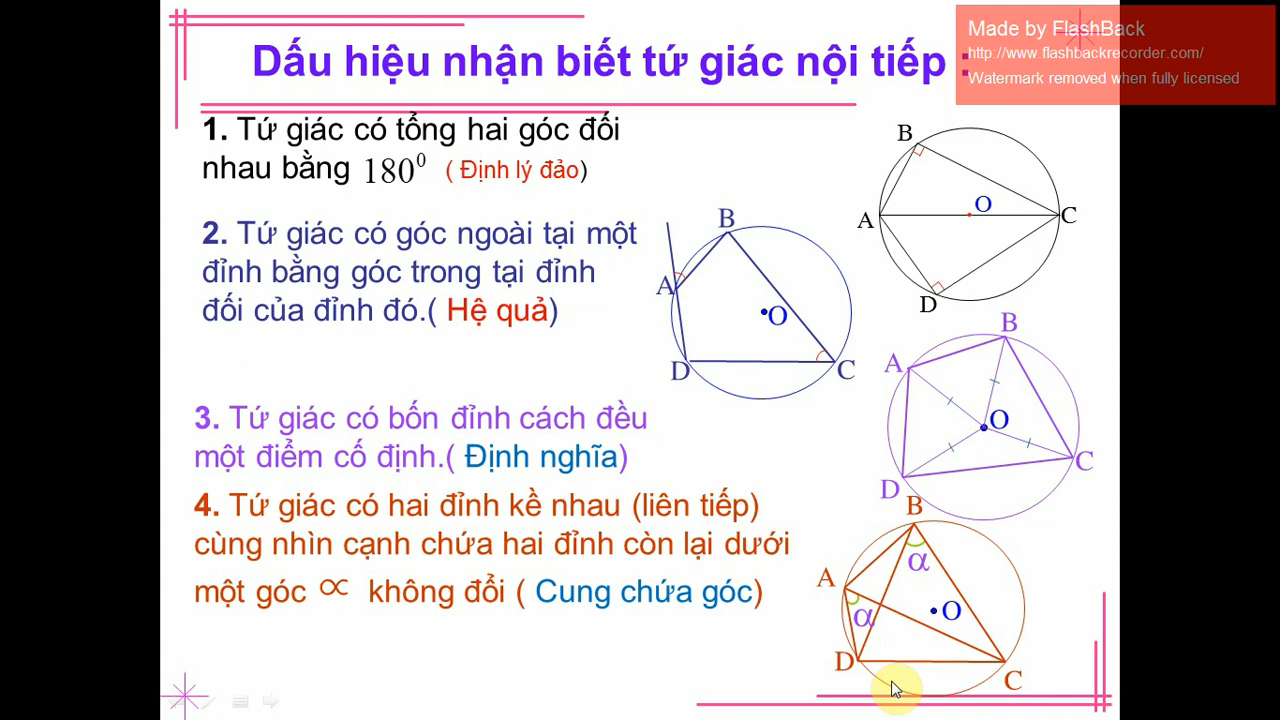 Made by FlashBack
http://www.flashbackrecorder.com/
Watermark removed when fully licensed
Dấu hiệu nhận biết tứ giác nội tiếp :
1. Tứ giác có tổng hai góc đối
nhau bằng 180⁰ ( Định lý đảo)
B
A
O
C
D
2. Tứ giác có góc ngoài tại một
đỉnh bằng góc trong tại đỉnh
đối của đỉnh đó.( Hệ quả)
B
A
O
D
C
3. Tứ giác có bốn đỉnh cách đều
một điểm cố định.( Định nghĩa)
B
A
O
C
D
4. Tứ giác có hai đỉnh kề nhau (liên tiếp)
cùng nhìn cạnh chứa hai đỉnh còn lại dưới
một góc ∝ không đổi ( Cung chứa góc)
B
α
A
α
O
D
C